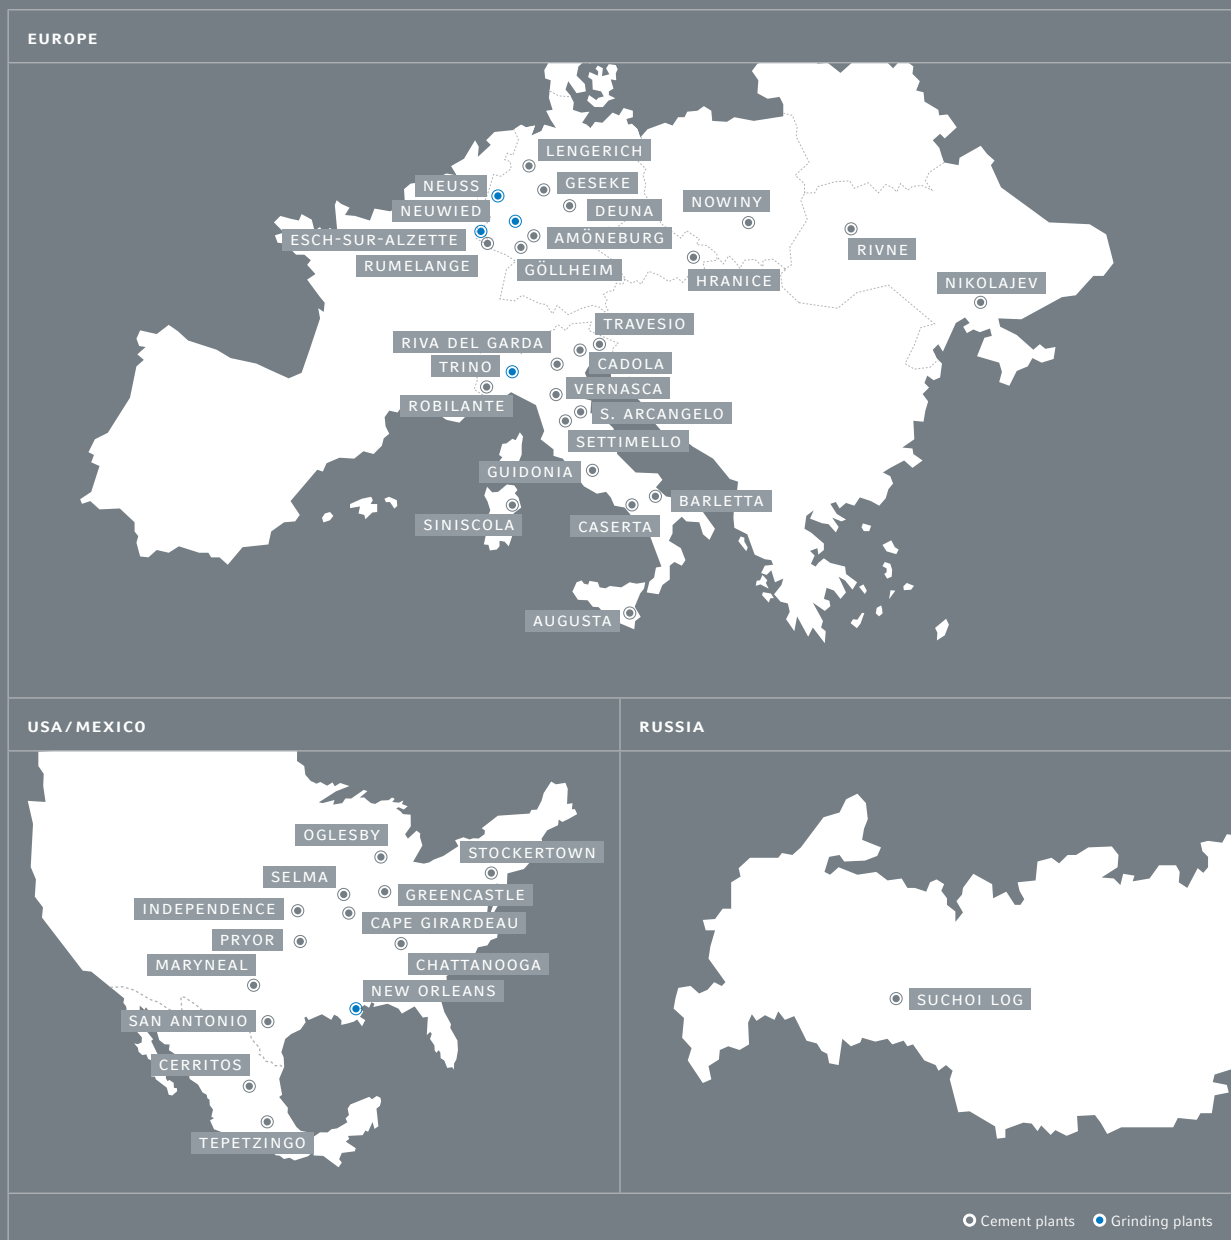 EUROPE
LENGERICH
NEUSS
GESEKE
NOWINY
NEUWIED
DEUNA
ESCH-SUR-ALZETTE
AMÖNEBURG
RIVNE
RUMELANGE
GÖLLHEIM
HRANICE
NIKOLAJEV
TRAVESIO
RIVA DEL GARDA
TRINO
CADOLA
VERNASCA
ROBILANTE
S. ARCANGELO
SETTIMELLO
GUIDONIA
BARLETTA
SINISCOLA
CASERTA
AUGUSTA
USA/MEXICO
OGLESBY
STOCKERTOWN
SELMA
GREENCASTLE
INDEPENDENCE
CAPE GIRARDEAU
PRYOR
MARYNEAL
CHATTANOOGA
NEW ORLEANS
SAN ANTONIO
CERRITOS
TEPETZINGO
RUSSIA
SUCHOI LOG
Cement plants
Grinding plants